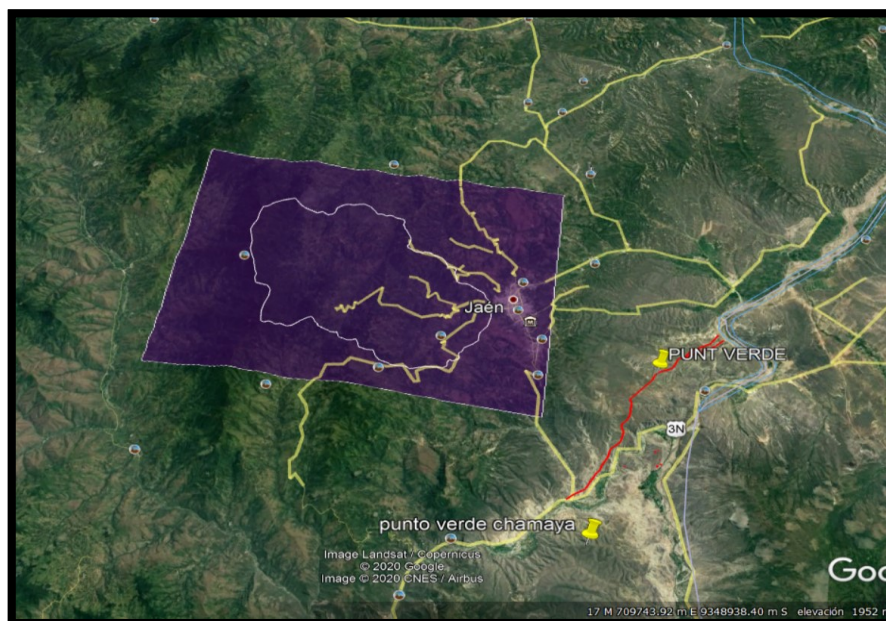 Jaén
PUNT VERDE
3N
punto verde chamaya
Image Landsat / Copernicus
© 2020 Google
Image © 2020 CNES / Airbus
Goo
17 M 709743.92 m E 9348938.40 m S elevación 1952 m